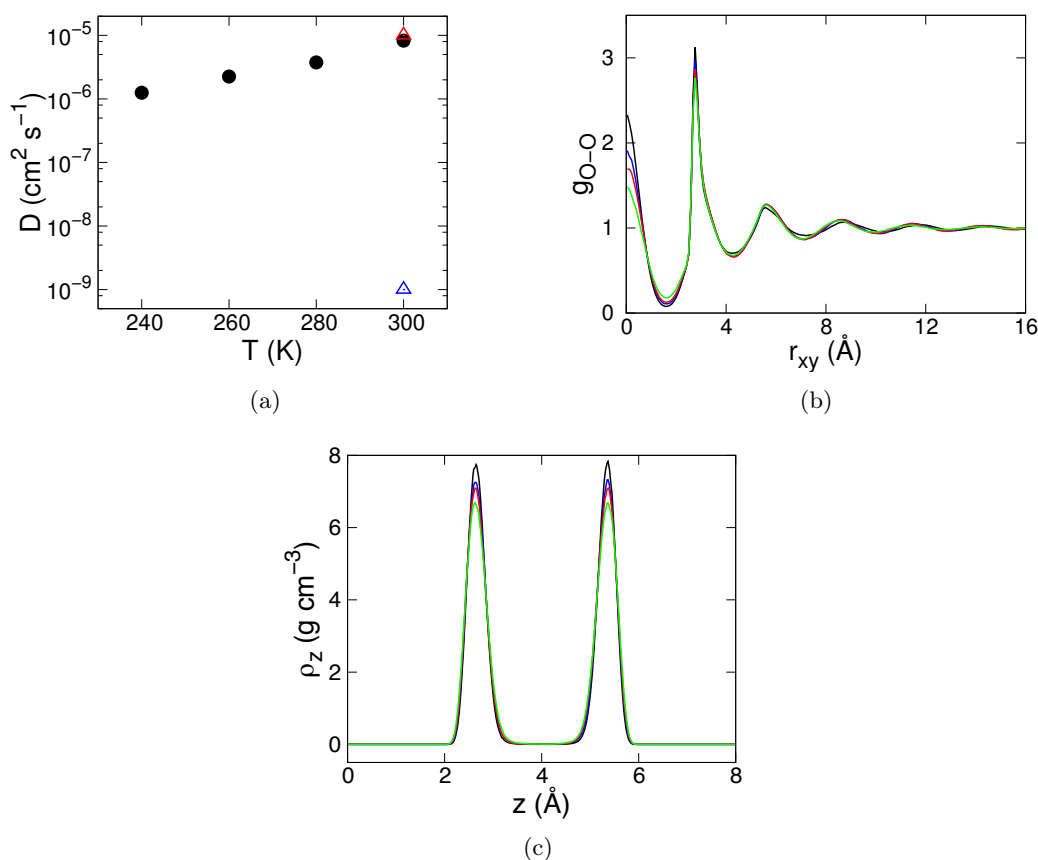 10⁻⁵
10⁻⁶
10⁻⁷
10⁻⁸
10⁻⁹
D (cm² s⁻¹)
240 260 280 300
T (K)
(a)
3
2
1
0
g_O−O
0 4 8 12 16
r_xy (Å)
(b)
8
6
4
2
0
ρ_z (g cm⁻³)
0 2 4 6 8
z (Å)
(c)